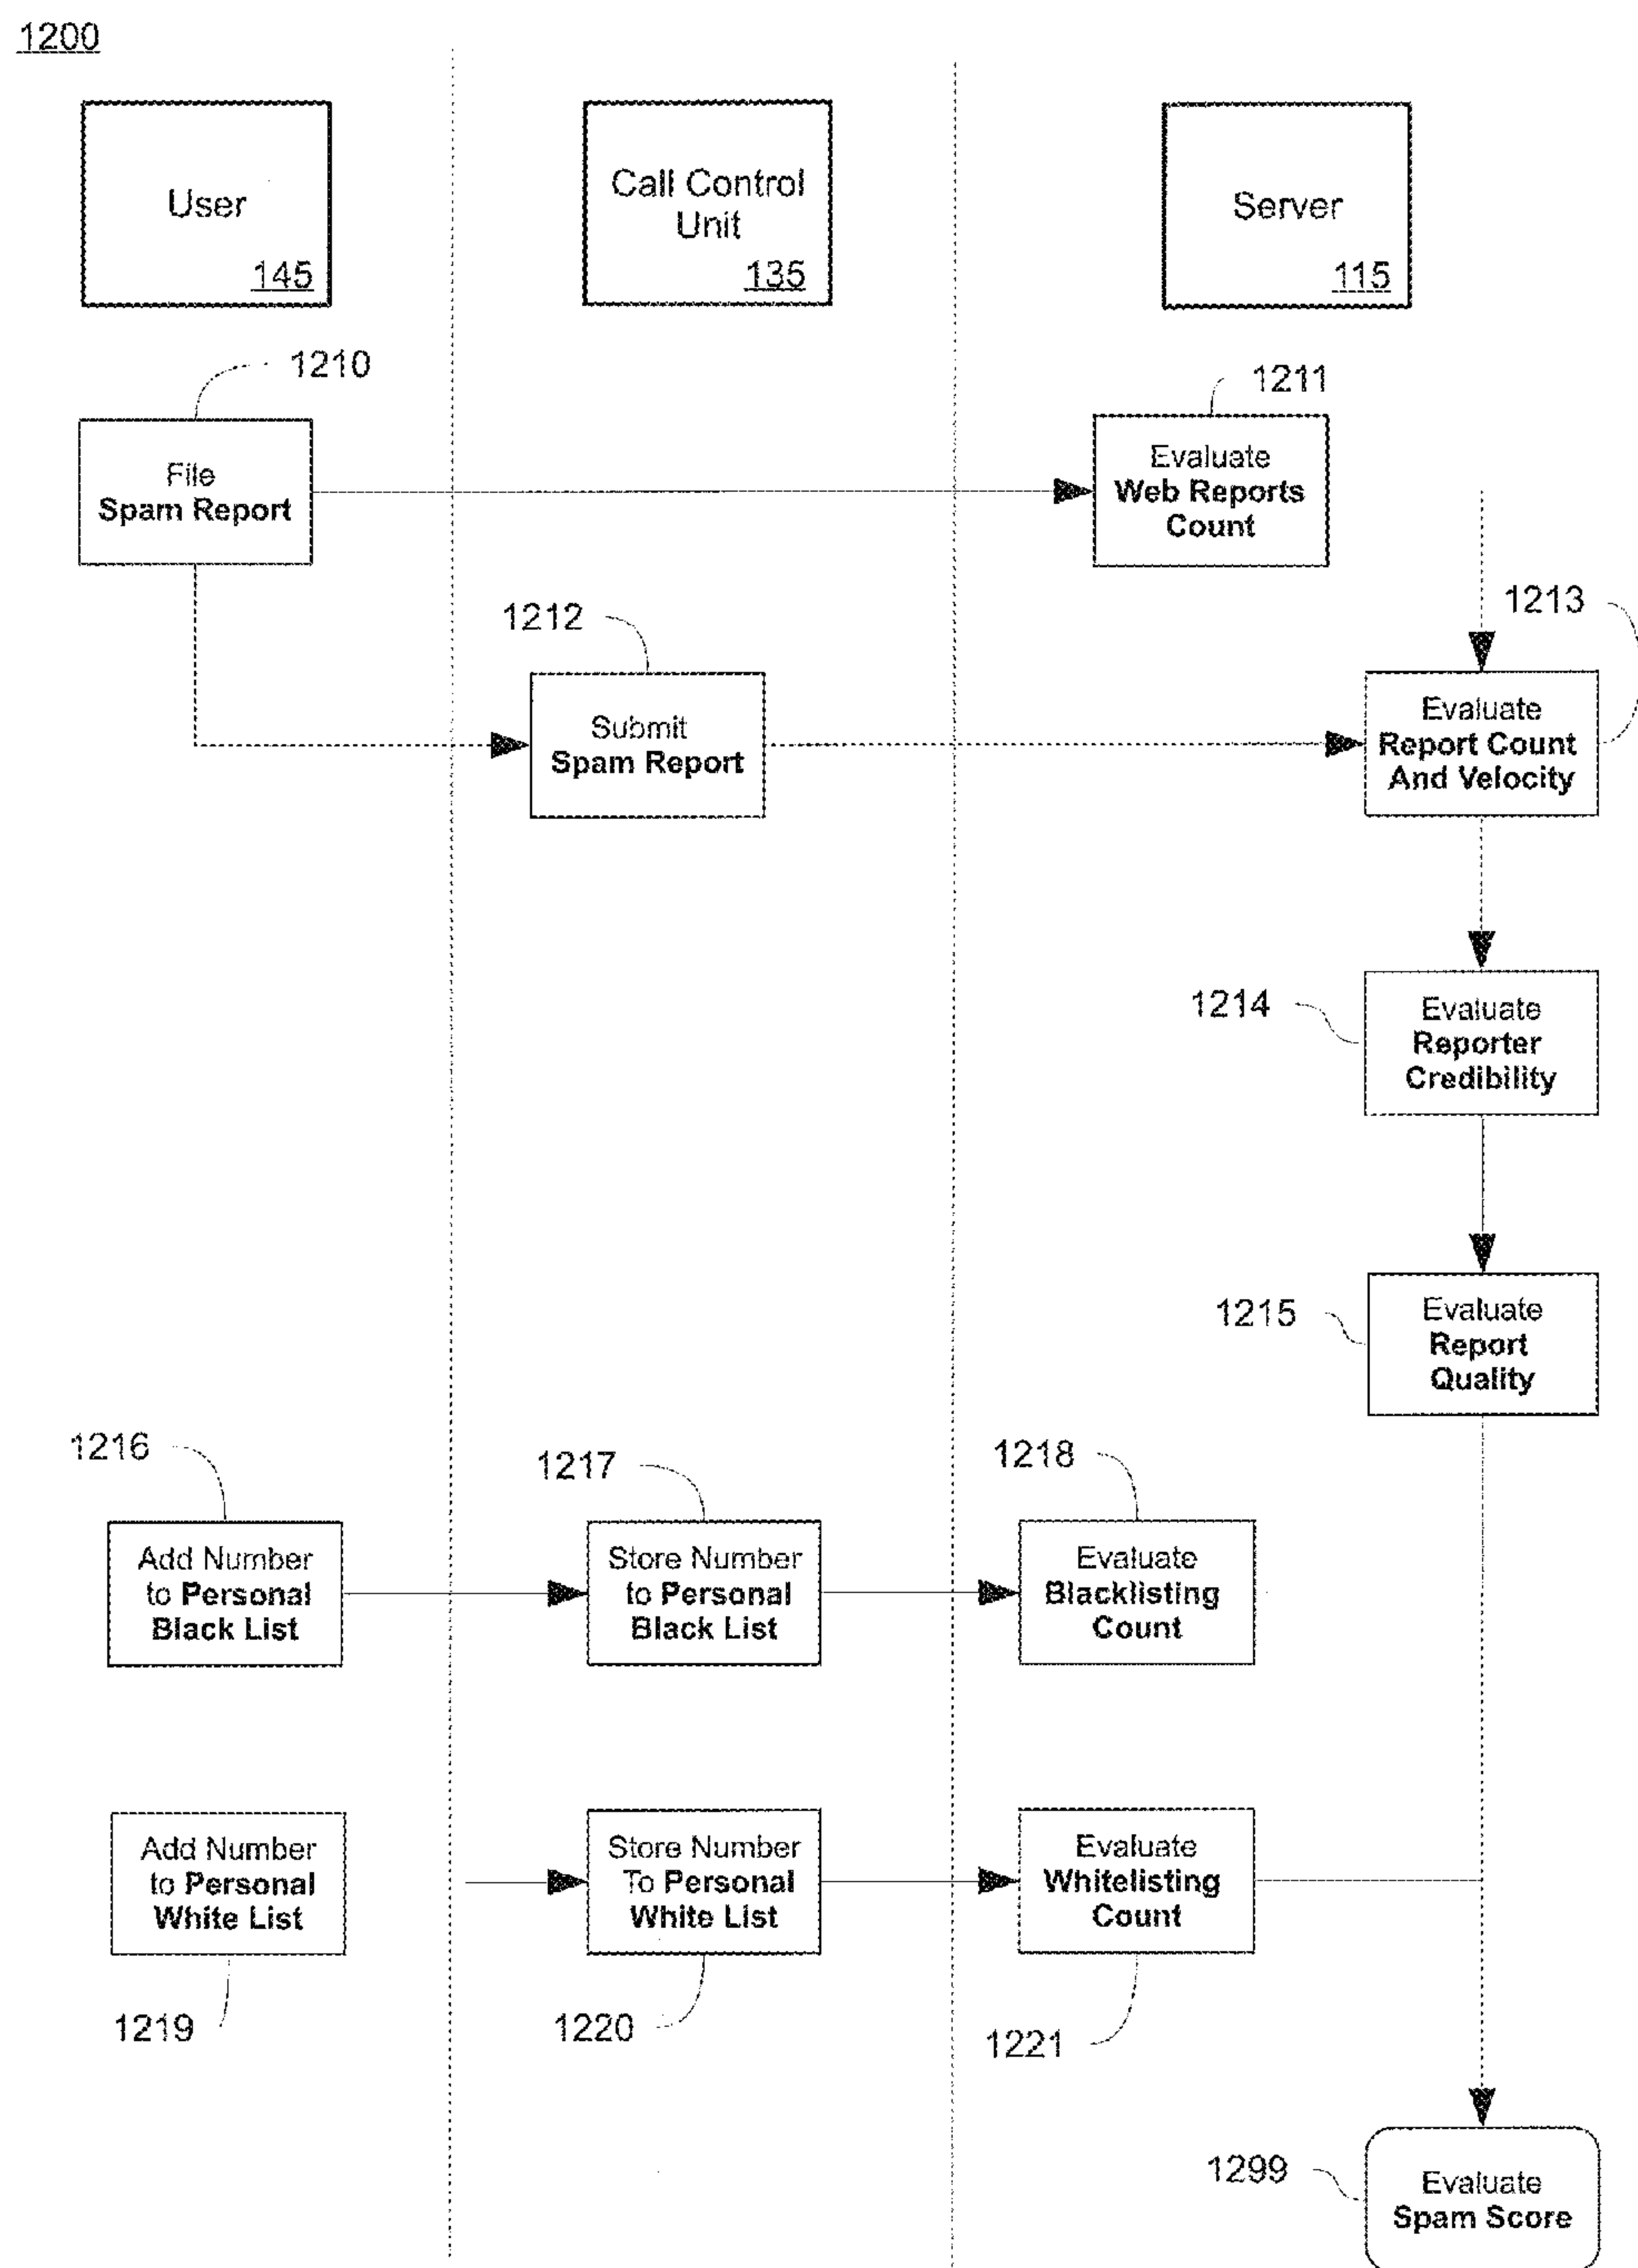 1200
User
145
Call Control
Unit
135
Server
115
1210
File
Spam Report
1211
Evaluate
Web Reports
Count
1212
Submit
Spam Report
1213
Evaluate
Report Count
And Velocity
1214
Evaluate
Reporter
Credibility
1215
Evaluate
Report
Quality
1216
Add Number
to Personal
Black List
1217
Store Number
to Personal
Black List
1218
Evaluate
Blacklisting
Count
Add Number
to Personal
White List
1219
Store Number
To Personal
White List
1220
Evaluate
Whitelisting
Count
1221
1299
Evaluate
Spam Score